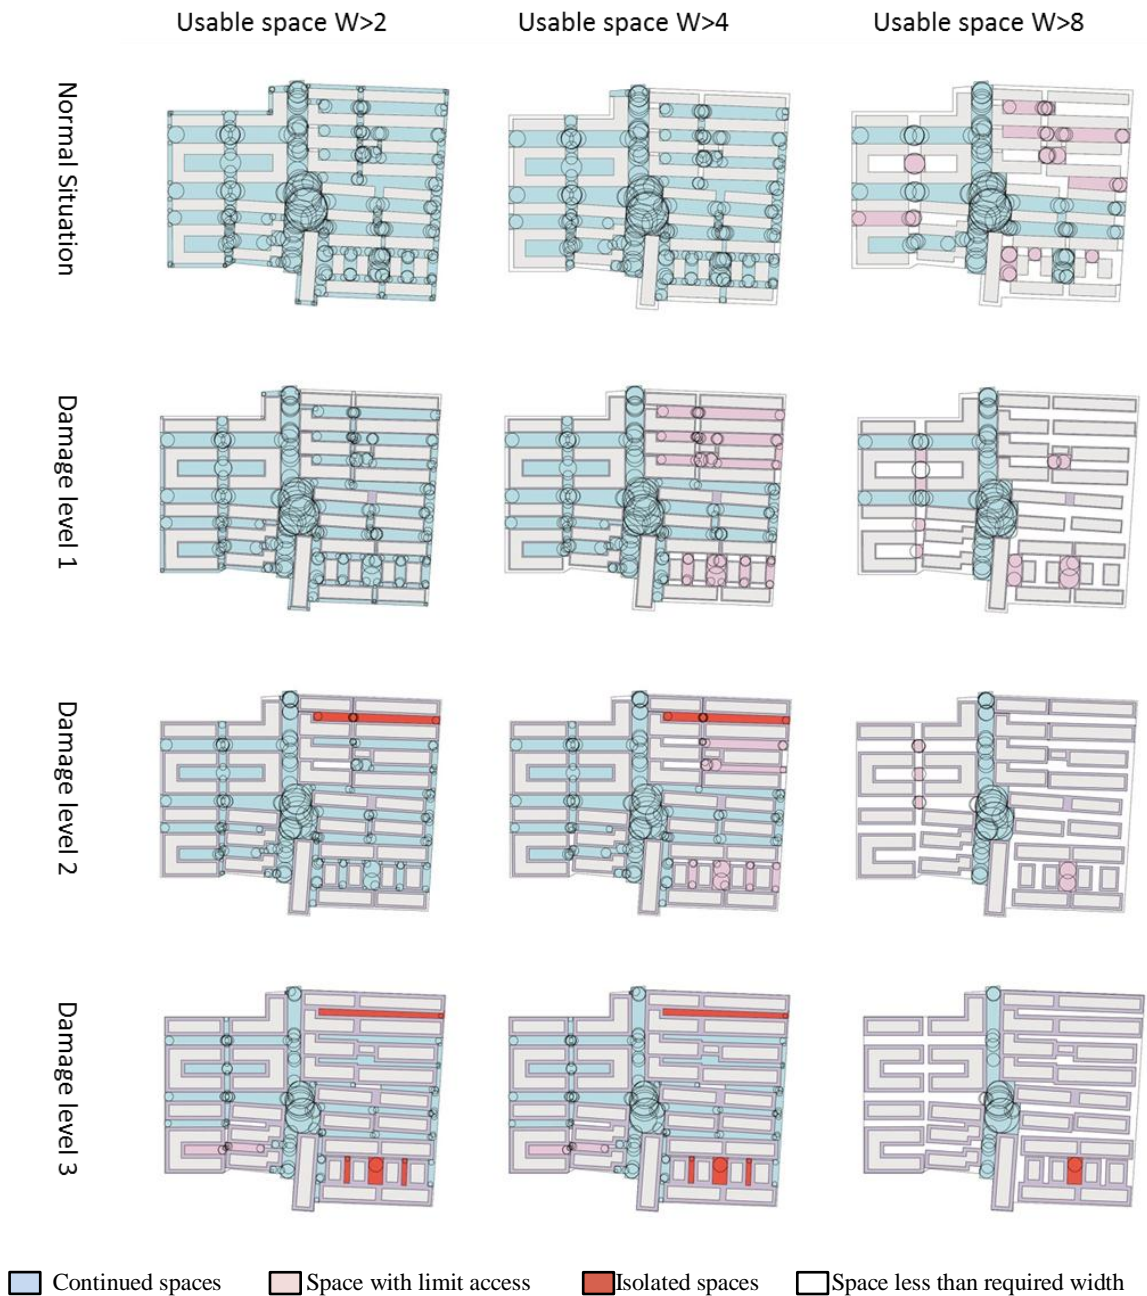 Usable space W>2
Usable space W>4
Usable space W>8
Normal Situation
Damage level 1
Damage level 2
Damage level 3
Continued spaces
Space with limit access
Isolated spaces
Space less than required width